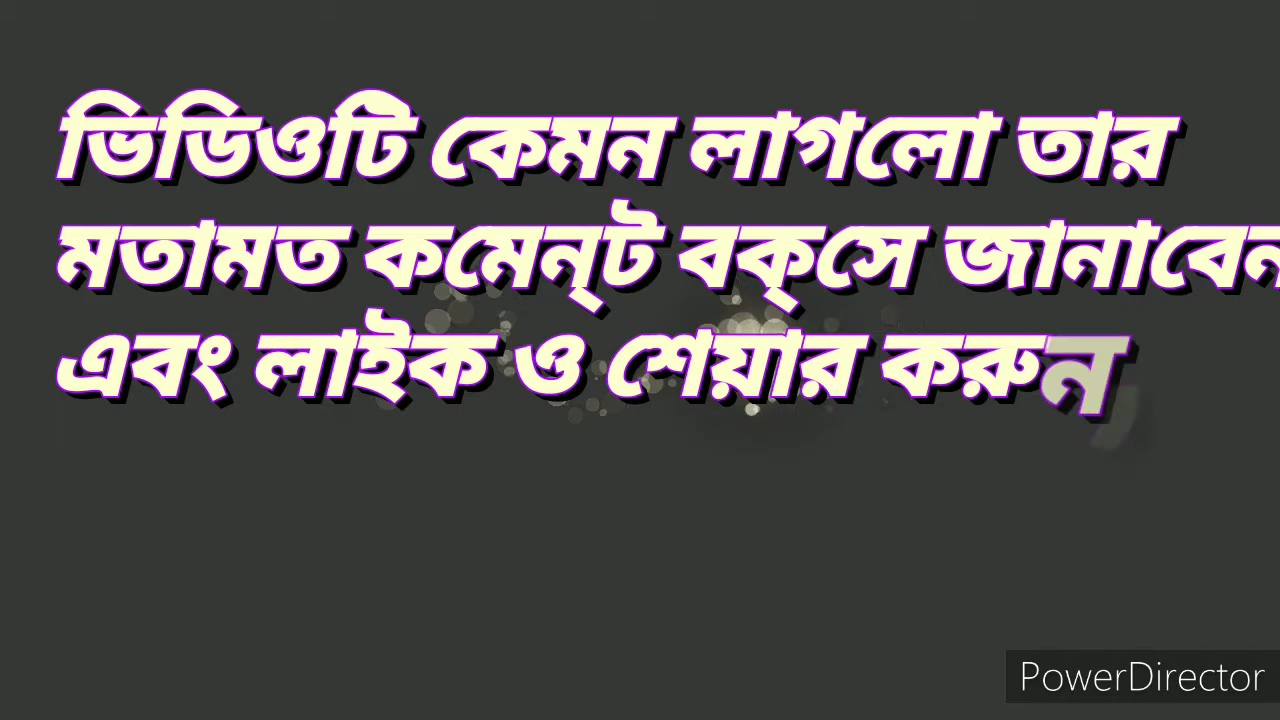 ভিডিওটি কেমন লাগলো তার
মতামত কমেন্‌ট বক্‌সে জানাবেন
এবং লাইক ও শেয়ার করুন,
PowerDirector